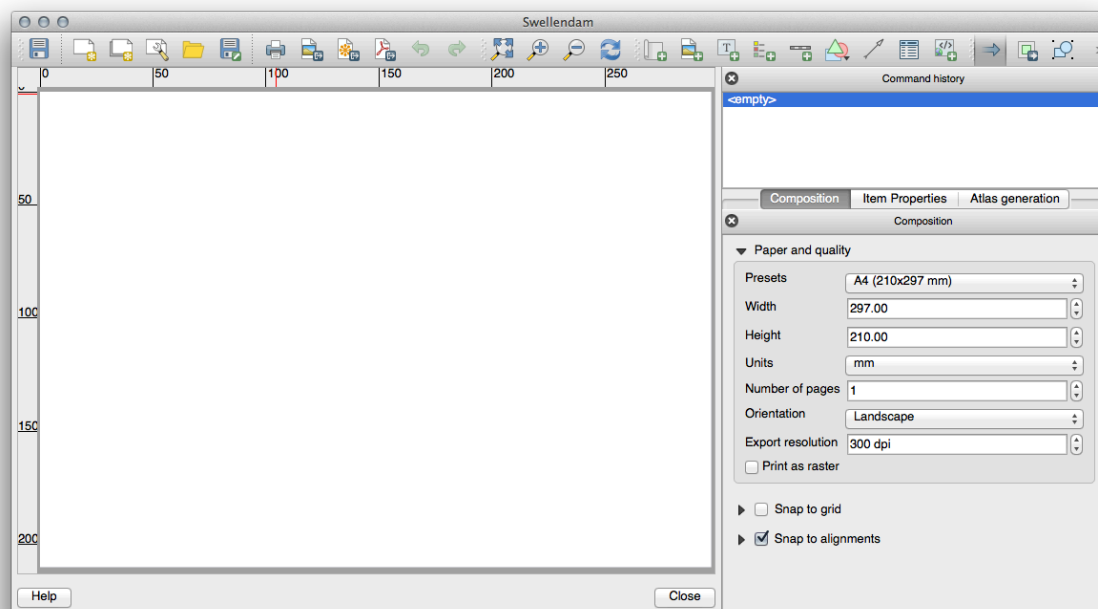 Swellendam
0 50 100 150 200 250
Command history
<empty>
Composition Item Properties Atlas generation
Composition
Paper and quality
Presets A4 (210x297 mm)
Width 297.00
Height 210.00
Units mm
Number of pages 1
Orientation Landscape
Export resolution 300 dpi
Print as raster
Snap to grid
Snap to alignments
50
100
150
200
Help Close